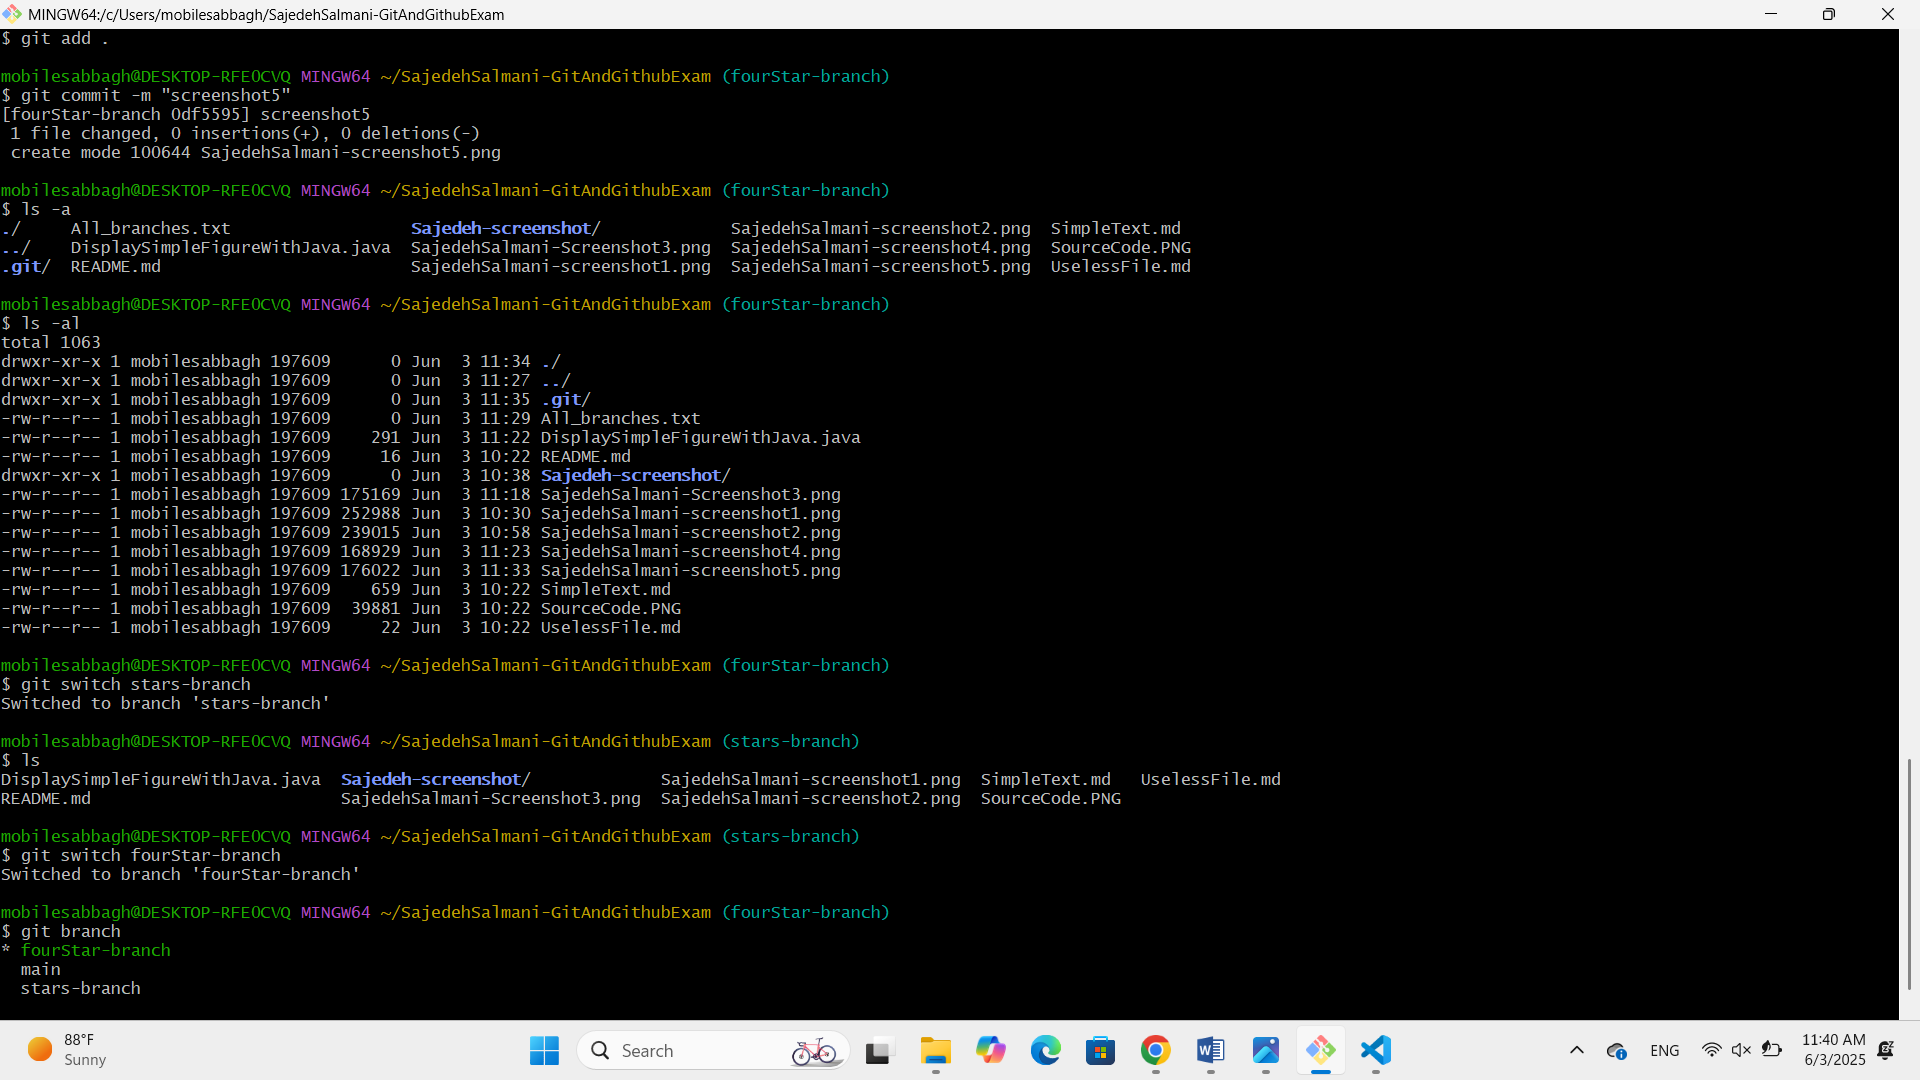 MINGW64:/c/Users/mobilesabbagh/SajedehSalmani-GitAndGithubExam
$ git add .
mobilesabbagh@DESKTOP-RFE0CVQ MINGW64 ~/SajedehSalmani-GitAndGithubExam (fourStar-branch)
$ git commit -m "screenshot5"
[fourStar-branch 0df5595] screenshot5
 1 file changed, 0 insertions(+), 0 deletions(-)
 create mode 100644 SajedehSalmani-screenshot5.png
mobilesabbagh@DESKTOP-RFE0CVQ MINGW64 ~/SajedehSalmani-GitAndGithubExam (fourStar-branch)
$ ls -a
./     All_branches.txt                  Sajedeh-screenshot/             SajedehSalmani-screenshot2.png  SimpleText.md
../    DisplaySimpleFigureWithJava.java  SajedehSalmani-Screenshot3.png  SajedehSalmani-screenshot4.png  SourceCode.PNG
.git/  README.md                         SajedehSalmani-screenshot1.png  SajedehSalmani-screenshot5.png  UselessFile.md
mobilesabbagh@DESKTOP-RFE0CVQ MINGW64 ~/SajedehSalmani-GitAndGithubExam (fourStar-branch)
$ ls -al
total 1063
drwxr-xr-x 1 mobilesabbagh 197609      0 Jun  3 11:34 ./
drwxr-xr-x 1 mobilesabbagh 197609      0 Jun  3 11:27 ../
drwxr-xr-x 1 mobilesabbagh 197609      0 Jun  3 11:35 .git/
-rw-r--r-- 1 mobilesabbagh 197609      0 Jun  3 11:29 All_branches.txt
-rw-r--r-- 1 mobilesabbagh 197609    291 Jun  3 11:22 DisplaySimpleFigureWithJava.java
-rw-r--r-- 1 mobilesabbagh 197609     16 Jun  3 10:22 README.md
drwxr-xr-x 1 mobilesabbagh 197609      0 Jun  3 10:38 Sajedeh-screenshot/
-rw-r--r-- 1 mobilesabbagh 197609 175169 Jun  3 11:18 SajedehSalmani-Screenshot3.png
-rw-r--r-- 1 mobilesabbagh 197609 252988 Jun  3 10:30 SajedehSalmani-screenshot1.png
-rw-r--r-- 1 mobilesabbagh 197609 239015 Jun  3 10:58 SajedehSalmani-screenshot2.png
-rw-r--r-- 1 mobilesabbagh 197609 168929 Jun  3 11:23 SajedehSalmani-screenshot4.png
-rw-r--r-- 1 mobilesabbagh 197609 176022 Jun  3 11:33 SajedehSalmani-screenshot5.png
-rw-r--r-- 1 mobilesabbagh 197609    659 Jun  3 10:22 SimpleText.md
-rw-r--r-- 1 mobilesabbagh 197609  39881 Jun  3 10:22 SourceCode.PNG
-rw-r--r-- 1 mobilesabbagh 197609     22 Jun  3 10:22 UselessFile.md
mobilesabbagh@DESKTOP-RFE0CVQ MINGW64 ~/SajedehSalmani-GitAndGithubExam (fourStar-branch)
$ git switch stars-branch
Switched to branch 'stars-branch'
mobilesabbagh@DESKTOP-RFE0CVQ MINGW64 ~/SajedehSalmani-GitAndGithubExam (stars-branch)
$ ls
DisplaySimpleFigureWithJava.java  Sajedeh-screenshot/             SajedehSalmani-screenshot1.png  SimpleText.md   UselessFile.md
README.md                         SajedehSalmani-Screenshot3.png  SajedehSalmani-screenshot2.png  SourceCode.PNG
mobilesabbagh@DESKTOP-RFE0CVQ MINGW64 ~/SajedehSalmani-GitAndGithubExam (stars-branch)
$ git switch fourStar-branch
Switched to branch 'fourStar-branch'
mobilesabbagh@DESKTOP-RFE0CVQ MINGW64 ~/SajedehSalmani-GitAndGithubExam (fourStar-branch)
$ git branch
* fourStar-branch
  main
  stars-branch
88°F
Sunny
Search
ENG
11:40 AM
6/3/2025